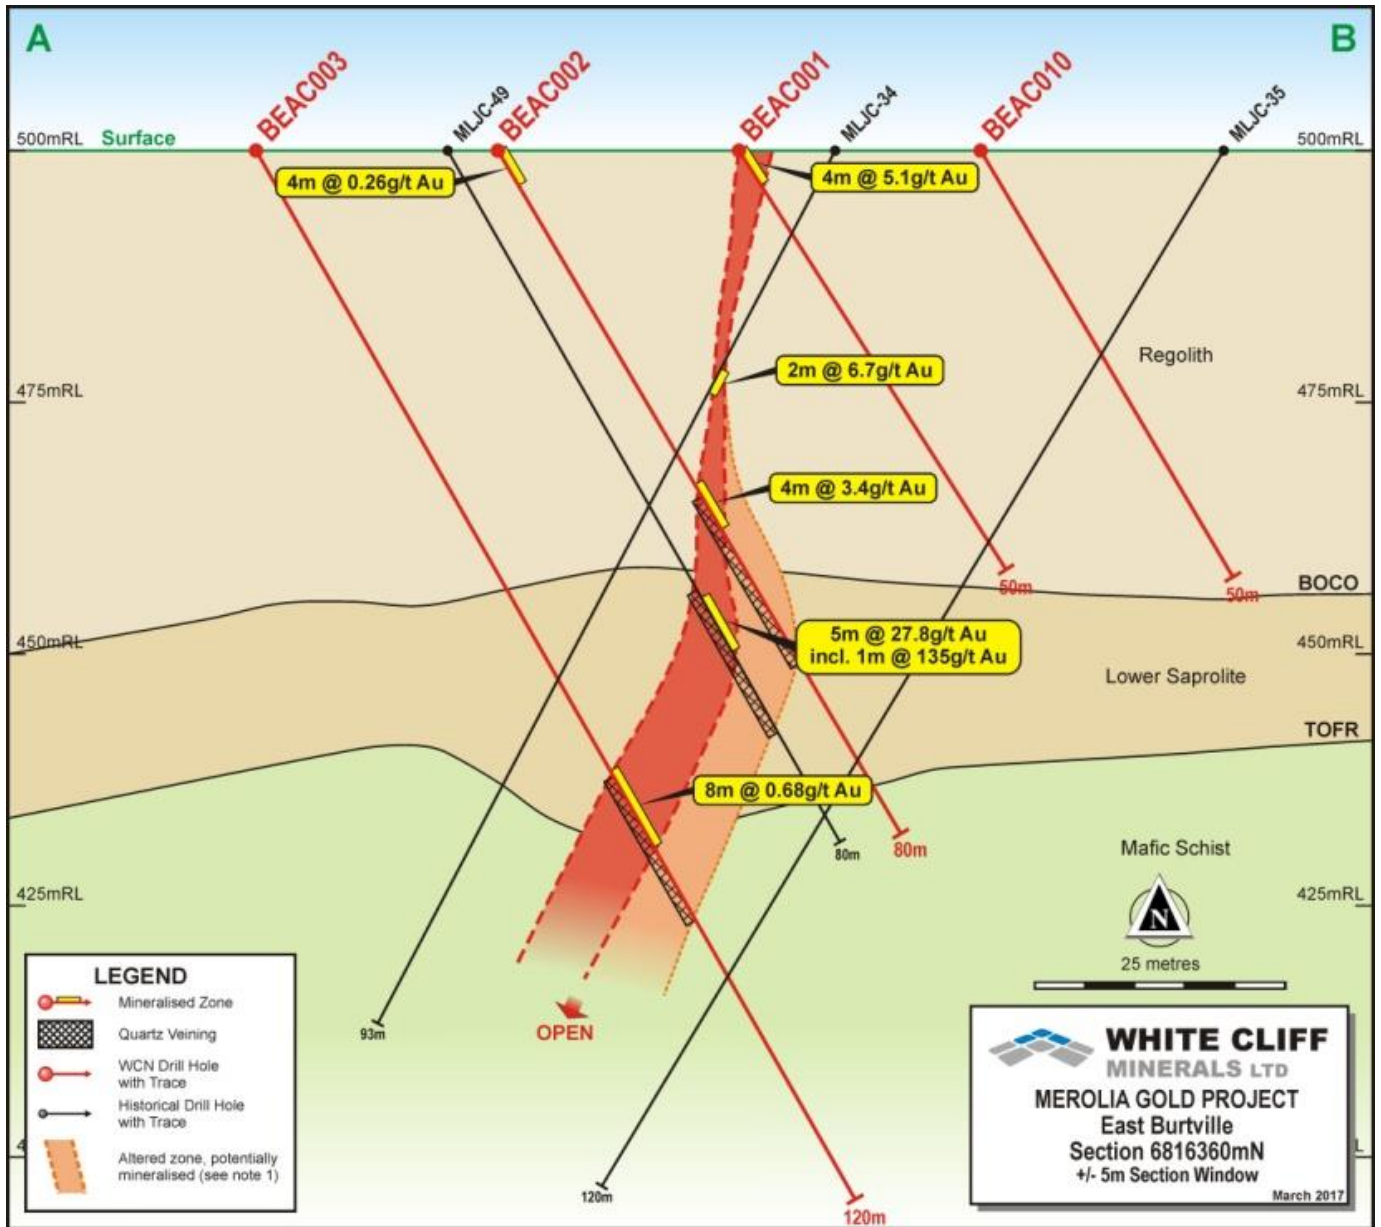 A
B
BEAC003
MLJC-49
BEAC002
BEAC001
MLJC-34
BEAC010
MLJC-35
500mRL
Surface
500mRL
4m @ 0.26g/t Au
4m @ 5.1g/t Au
Regolith
2m @ 6.7g/t Au
475mRL
475mRL
4m @ 3.4g/t Au
50m
50m
BOCO
5m @ 27.8g/t Au
incl. 1m @ 135g/t Au
450mRL
450mRL
Lower Saprolite
TOFR
8m @ 0.68g/t Au
80m
80m
Mafic Schist
425mRL
425mRL
N
25 metres
OPEN
93m
120m
120m
LEGEND
Mineralised Zone
Quartz Veining
WCN Drill Hole
with Trace
Historical Drill Hole
with Trace
Altered zone, potentially
mineralised (see note 1)
WHITE CLIFF
MINERALS LTD
MEROLIA GOLD PROJECT
East Burtville
Section 6816360mN
+/- 5m Section Window
March 2017